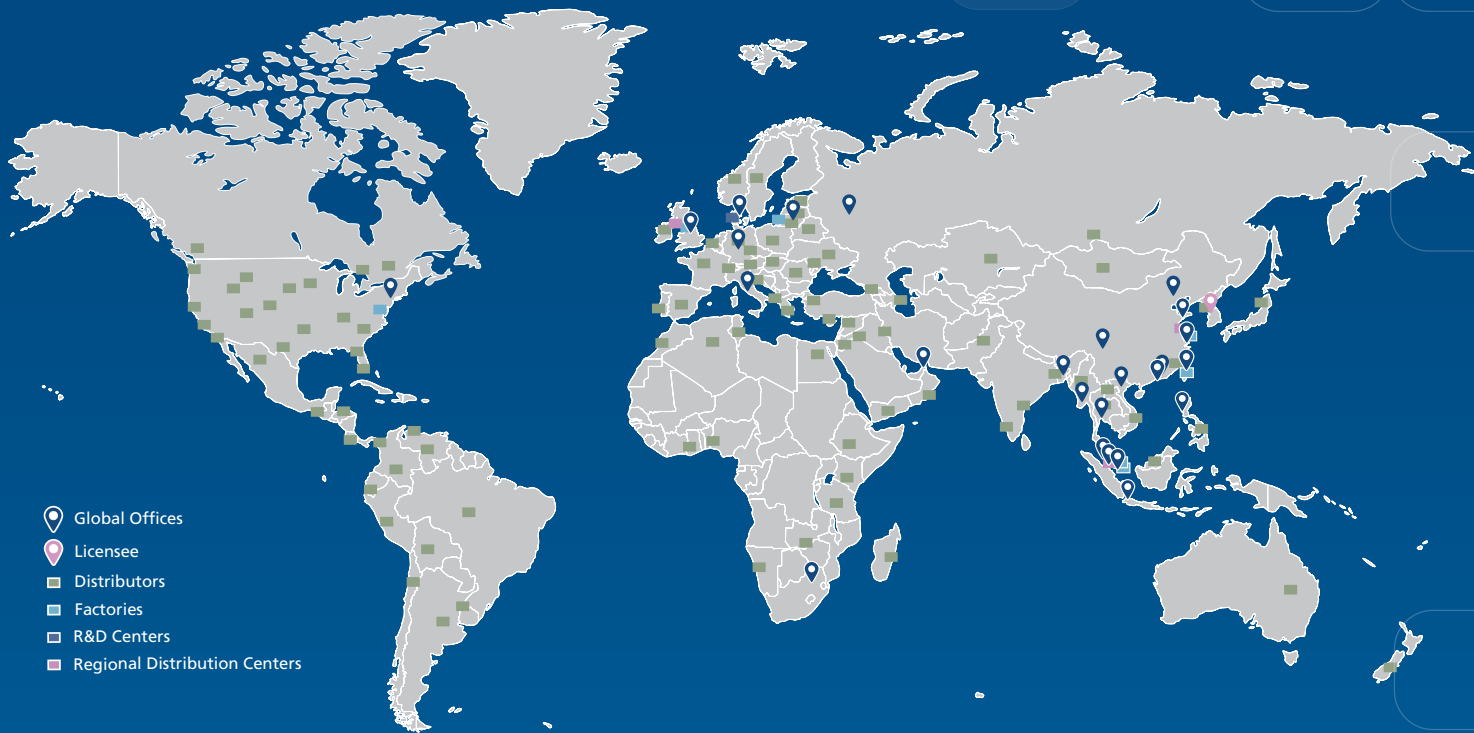 Global Offices
Licensee
Distributors
Factories
R&D Centers
Regional Distribution Centers